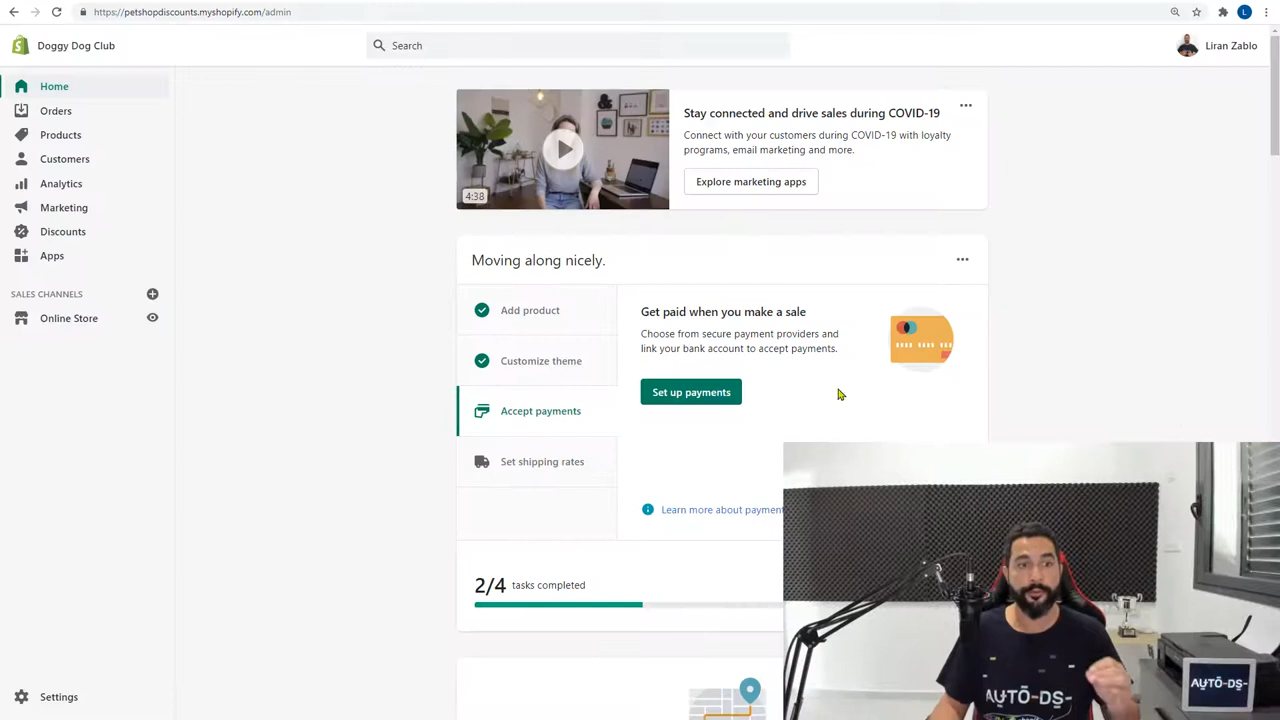 https://petshopdiscounts.myshopify.com/admin
L
Doggy Dog Club
Search
Liran Zablo
Home
Orders
Products
Customers
Analytics
Marketing
Discounts
Apps
SALES CHANNELS
Online Store
Settings
4:38
Stay connected and drive sales during COVID-19
Connect with your customers during COVID-19 with loyalty
programs, email marketing and more.
Explore marketing apps
Moving along nicely.
Add product
Customize theme
Accept payments
Set shipping rates
Get paid when you make a sale
Choose from secure payment providers and
link your bank account to accept payments.
Set up payments
Learn more about payment
2/4 tasks completed
AUTO-DS-
AUTO-DS-